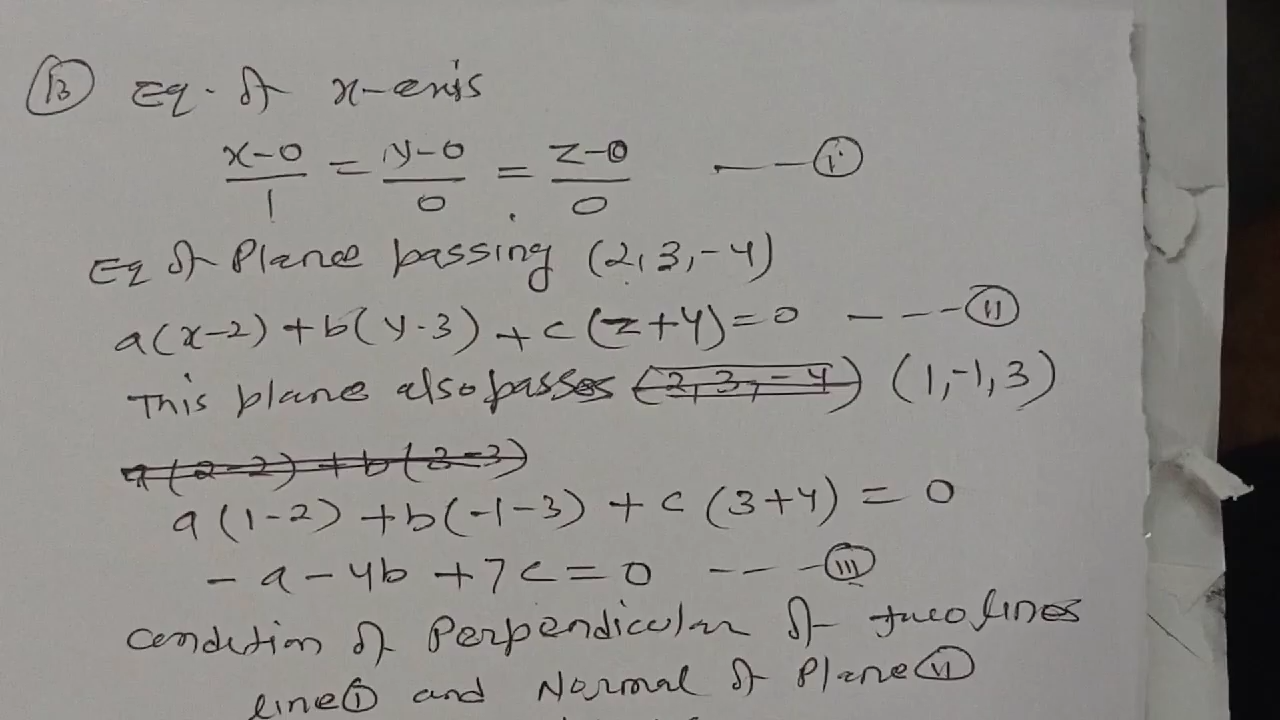 (13) Eq. of x-axis
x-0/1 = y-0/0 = z-0/0 -- (i)
Eq of Plane passing (2,3,-4)
a(x-2)+b(y-3)+c(z+4)=0 --- (ii)
This plane also passes (2,3,-4) (1,-1,3)
a(2-2)+b(3-3)
a(1-2)+b(-1-3)+c(3+4)=0
-a-4b+7c=0 --- (iii)
condition of Perpendicular of two lines
line (i) and Normal of Plane